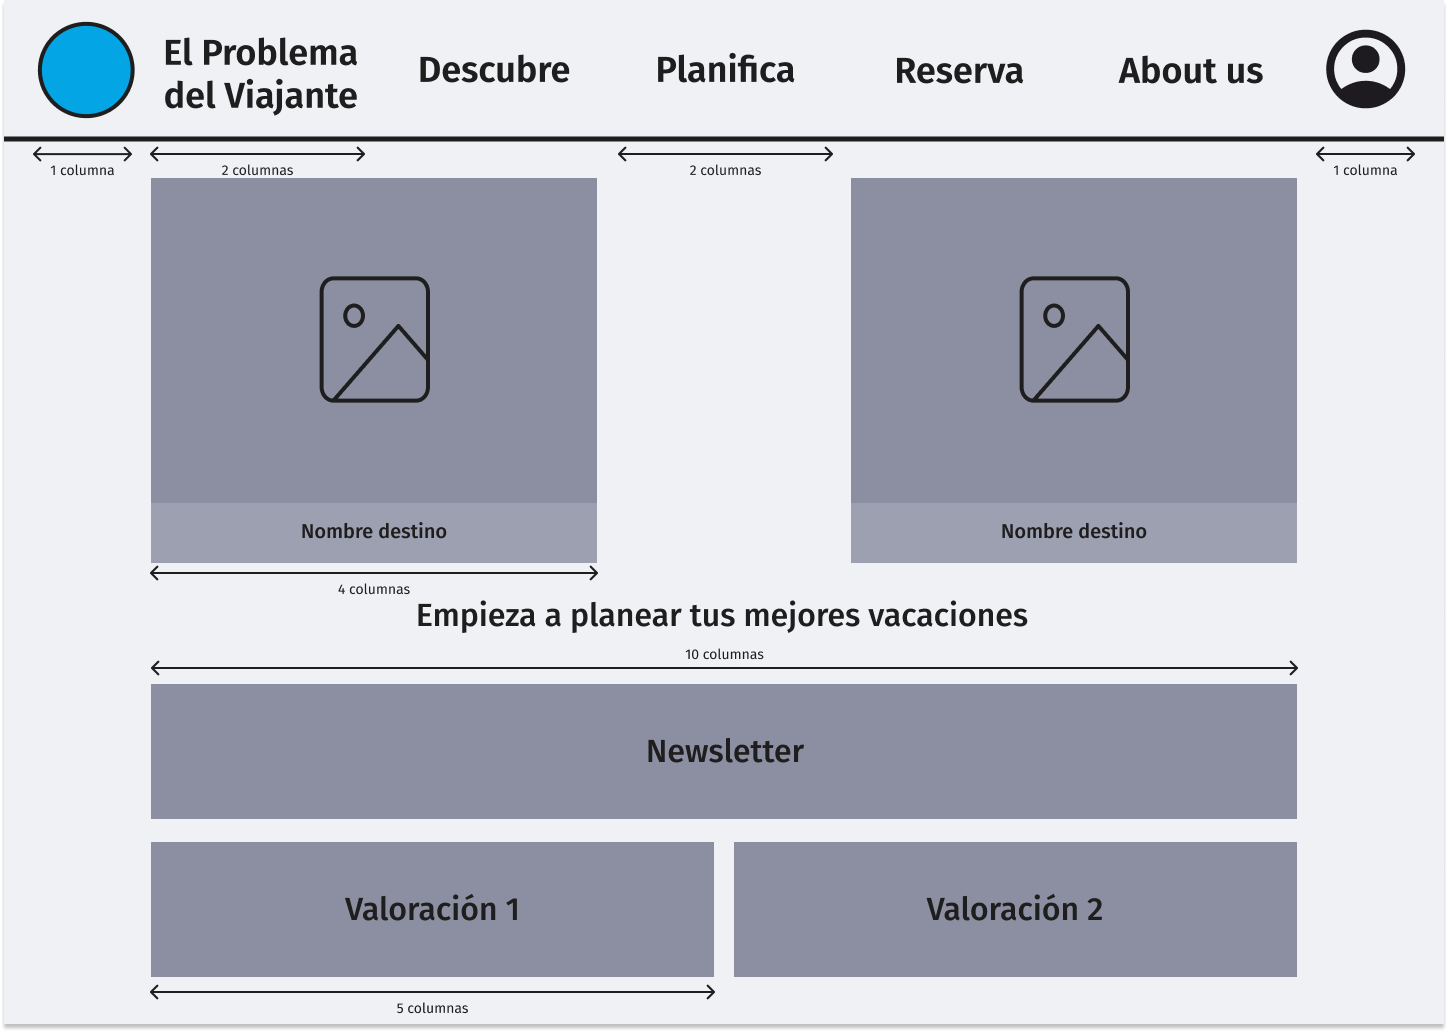 El Problema
del Viajante
Descubre
Planifica
Reserva
About us
1 columna
2 columnas
2 columnas
1 columna
Nombre destino
Nombre destino
4 columnas
Empieza a planear tus mejores vacaciones
10 columnas
Newsletter
Valoración 1
Valoración 2
5 columnas